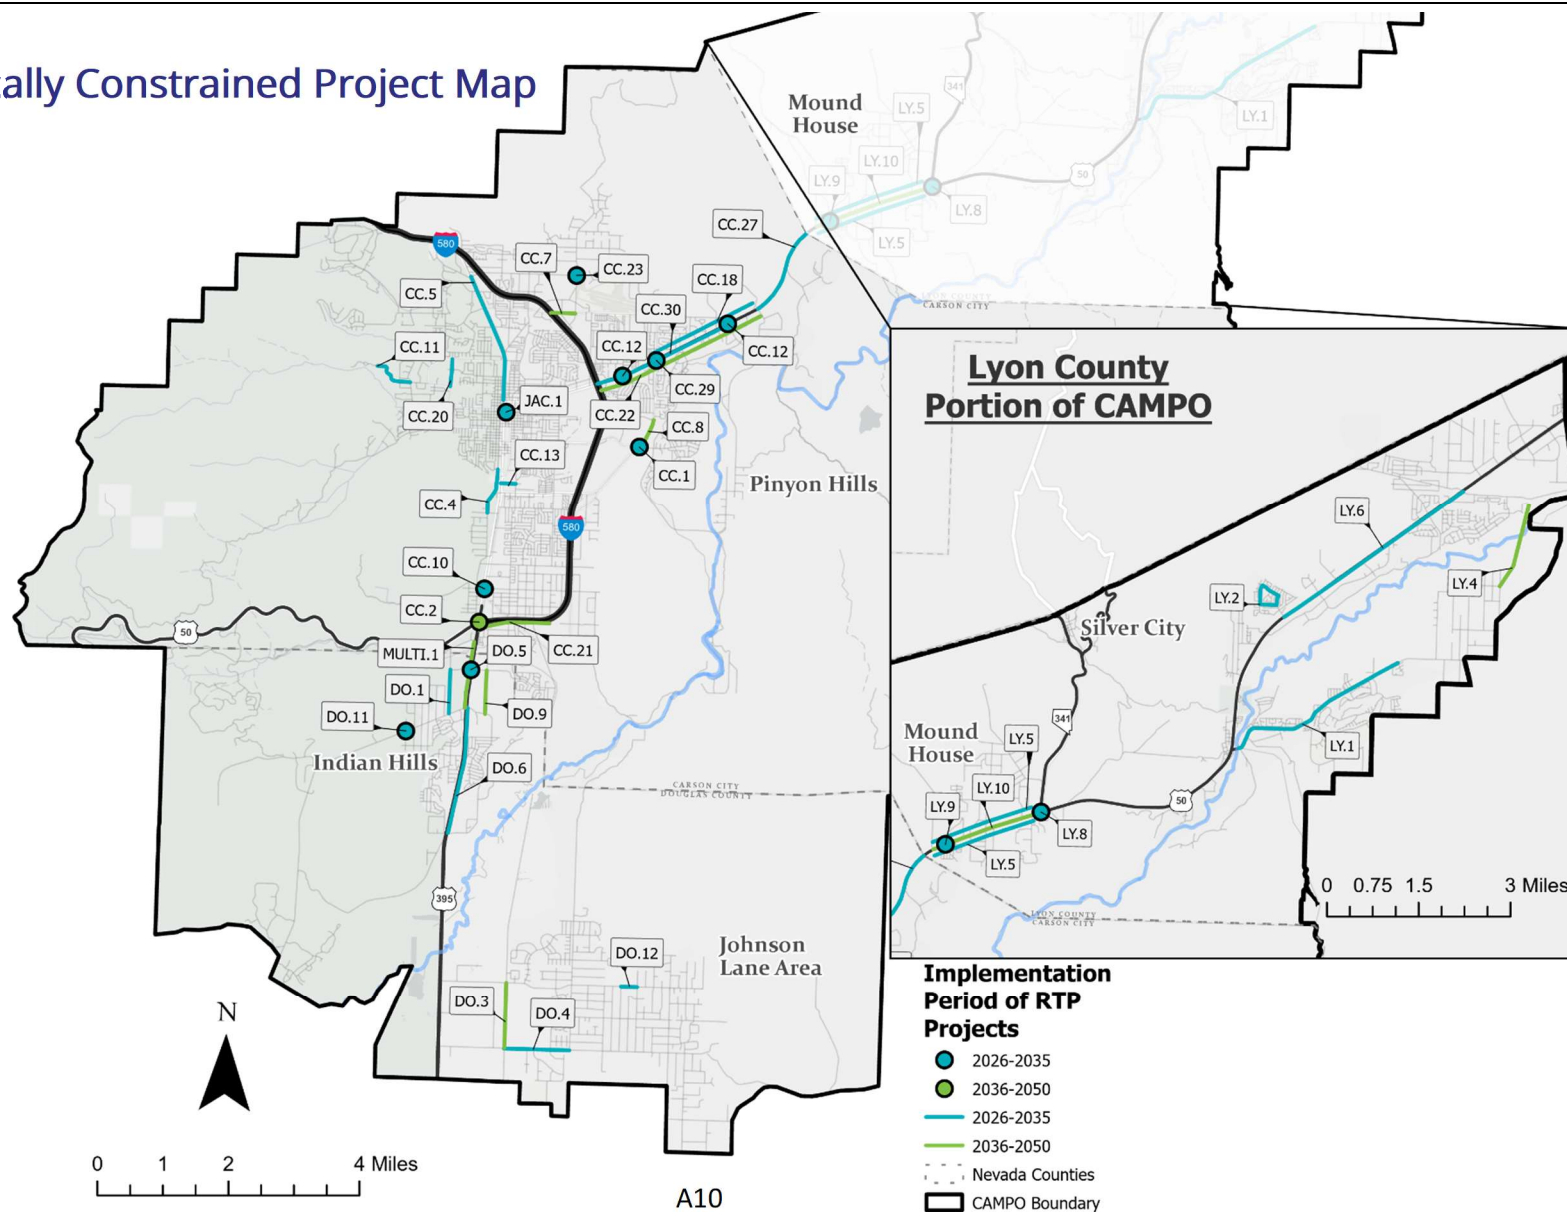 ally Constrained Project Map
Mound
House
341
LY.5
LY.1
LY.10
LY.9
50
LY.8
LY.5
LYON COUNTY
CARSON CITY
CC.27
580
CC.7
CC.23
CC.18
CC.5
CC.30
CC.11
CC.12
CC.12
CC.29
CC.20
JAC.1
CC.22
CC.8
CC.13
CC.1
Pinyon Hills
CC.4
580
CC.10
CC.2
50
MULTI.1
DO.5
CC.21
DO.1
DO.9
DO.11
Indian Hills
DO.6
CARSON CITY
DOUGLAS COUNTY
395
Johnson
Lane Area
DO.12
DO.3
DO.4
Lyon County
Portion of CAMPO
LY.6
LY.2
LY.4
Silver City
341
Mound
House
LY.5
LY.1
LY.10
LY.9
50
LY.8
LY.5
0 0.75 1.5 3 Miles
LYON COUNTY
CARSON CITY
Implementation
Period of RTP
Projects
2026-2035
2036-2050
2026-2035
2036-2050
Nevada Counties
CAMPO Boundary
N
0 1 2 4 Miles
A10